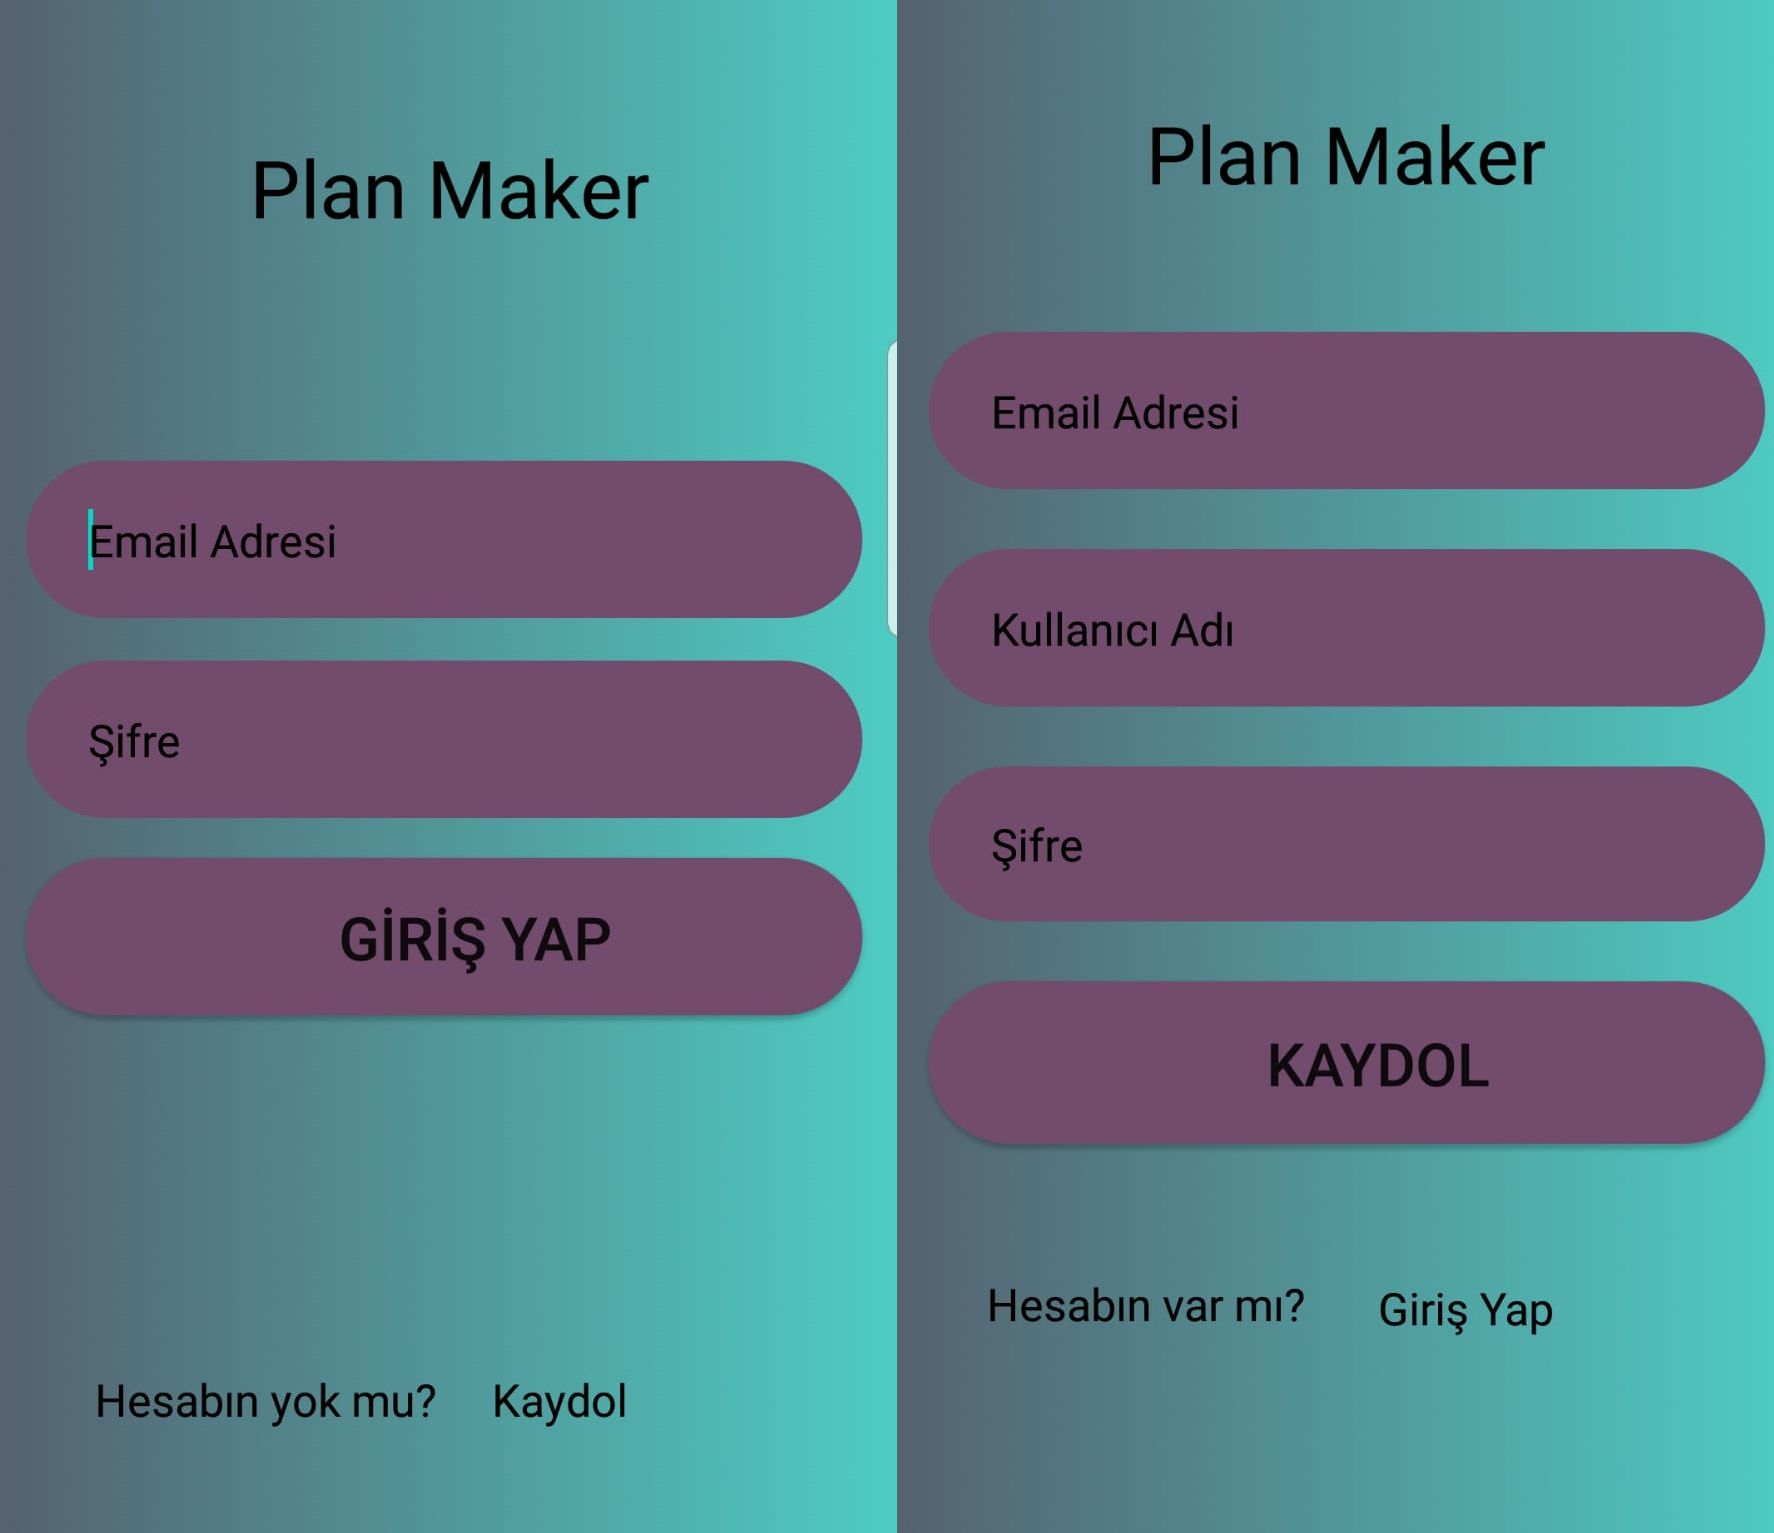 Plan Maker
Email Adresi
Şifre
GİRİŞ YAP
Hesabın yok mu? Kaydol
Plan Maker
Email Adresi
Kullanıcı Adı
Şifre
KAYDOL
Hesabın var mı? Giriş Yap